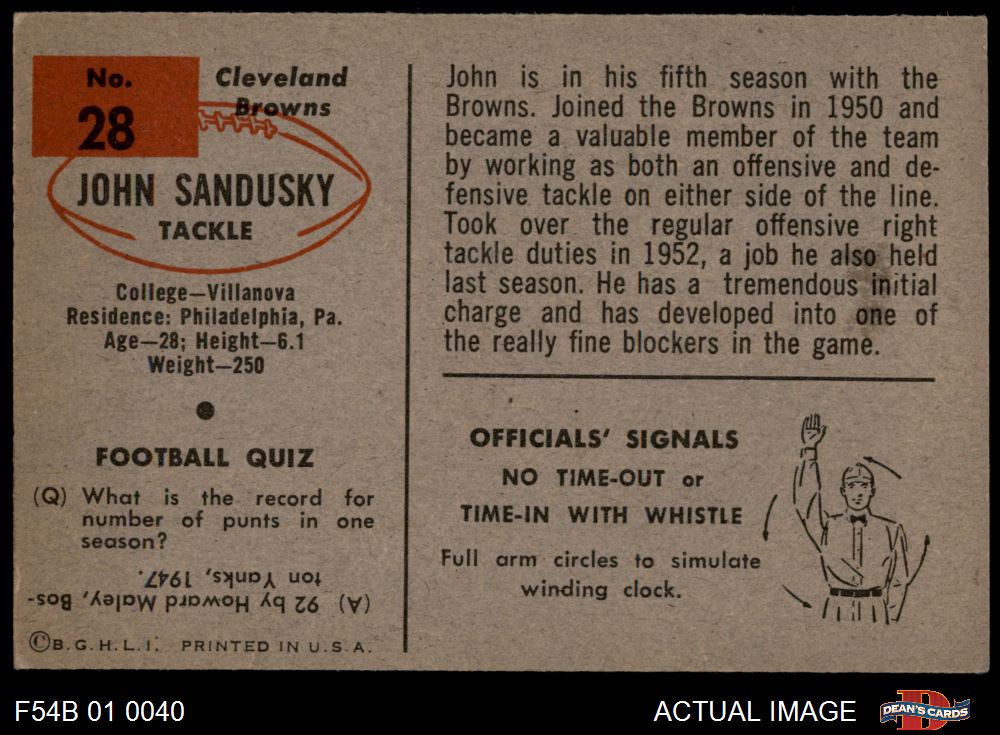 No.
28
Cleveland
Browns
JOHN SANDUSKY
TACKLE
College—Villanova
Residence: Philadelphia, Pa.
Age—28; Height—6.1
Weight—250
FOOTBALL QUIZ
(Q) What is the record for
number of punts in one
season?
(A) 92 by Howard Maley, Bos-
ton Yanks, 1947.
©B.G.H.L.I. PRINTED IN U.S.A.
John is in his fifth season with the
Browns. Joined the Browns in 1950 and
became a valuable member of the team
by working as both an offensive and de-
fensive tackle on either side of the line.
Took over the regular offensive right
tackle duties in 1952, a job he also held
last season. He has a tremendous initial
charge and has developed into one of
the really fine blockers in the game.
OFFICIALS' SIGNALS
NO TIME-OUT or
TIME-IN WITH WHISTLE
Full arm circles to simulate
winding clock.
F54B 01 0040
ACTUAL IMAGE
D
DEAN'S CARDS